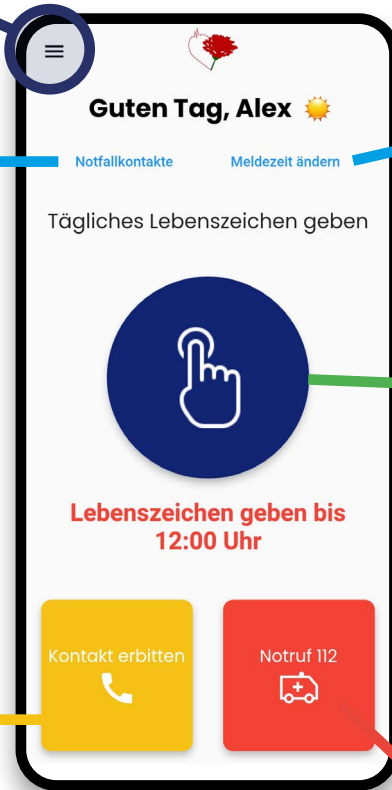 Guten Tag, Alex ☀️
Notfallkontakte Meldezeit ändern
Tägliches Lebenszeichen geben
Lebenszeichen geben bis
12:00 Uhr
Kontakt erbitten
Notruf 112